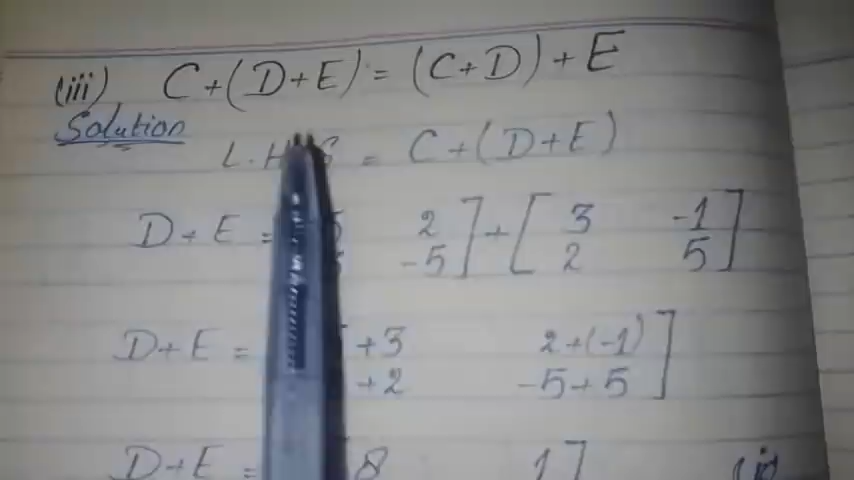 (iii) C+(D+E) = (C+D)+E
Solution
L.H.S = C+(D+E)
D+E = 2 ] + [ 3 -1 ]
-5 2 5
D+E = +3 2+(-1) ]
+2 -5+5
D+E = 8 1 ]